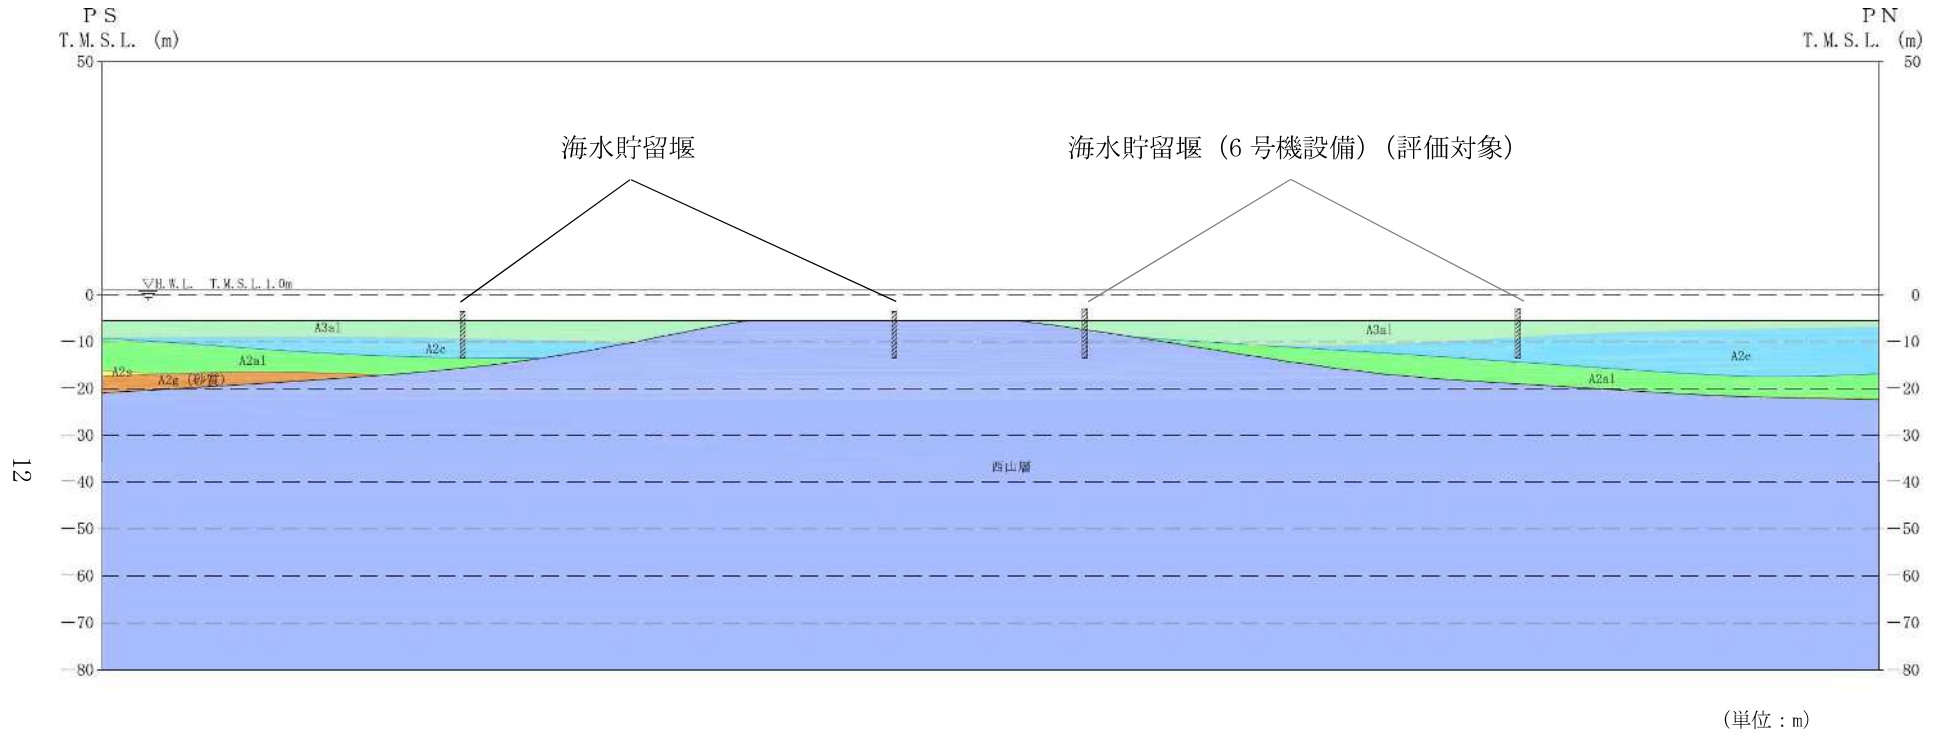 ＰＳ
ＰＮ
T.M.S.L. (m)
T.M.S.L. (m)
50
50
海水貯留堰
海水貯留堰（6 号機設備）（評価対象）
▽H.W.L. T.M.S.L.1.0m
0
0
A3al
A3al
−10
A2c
−10
A2c
A2al
A2s
A2g (砂質)
A2al
−20
−20
−30
−30
西山層
12
−40
−40
−50
−50
−60
−60
−70
−70
−80
−80
（単位：m）